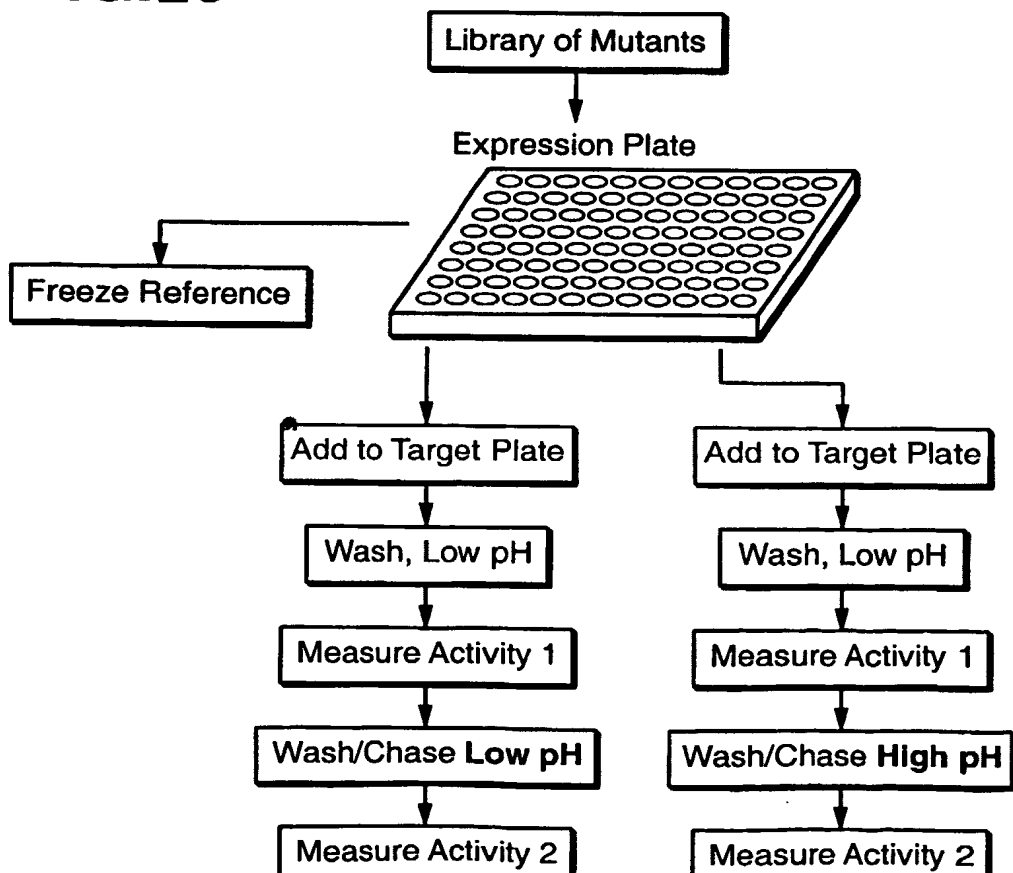 Library of Mutants
Expression Plate
Freeze Reference
Add to Target Plate
Add to Target Plate
Wash, Low pH
Wash, Low pH
Measure Activity 1
Measure Activity 1
Wash/Chase Low pH
Wash/Chase High pH
Measure Activity 2
Measure Activity 2